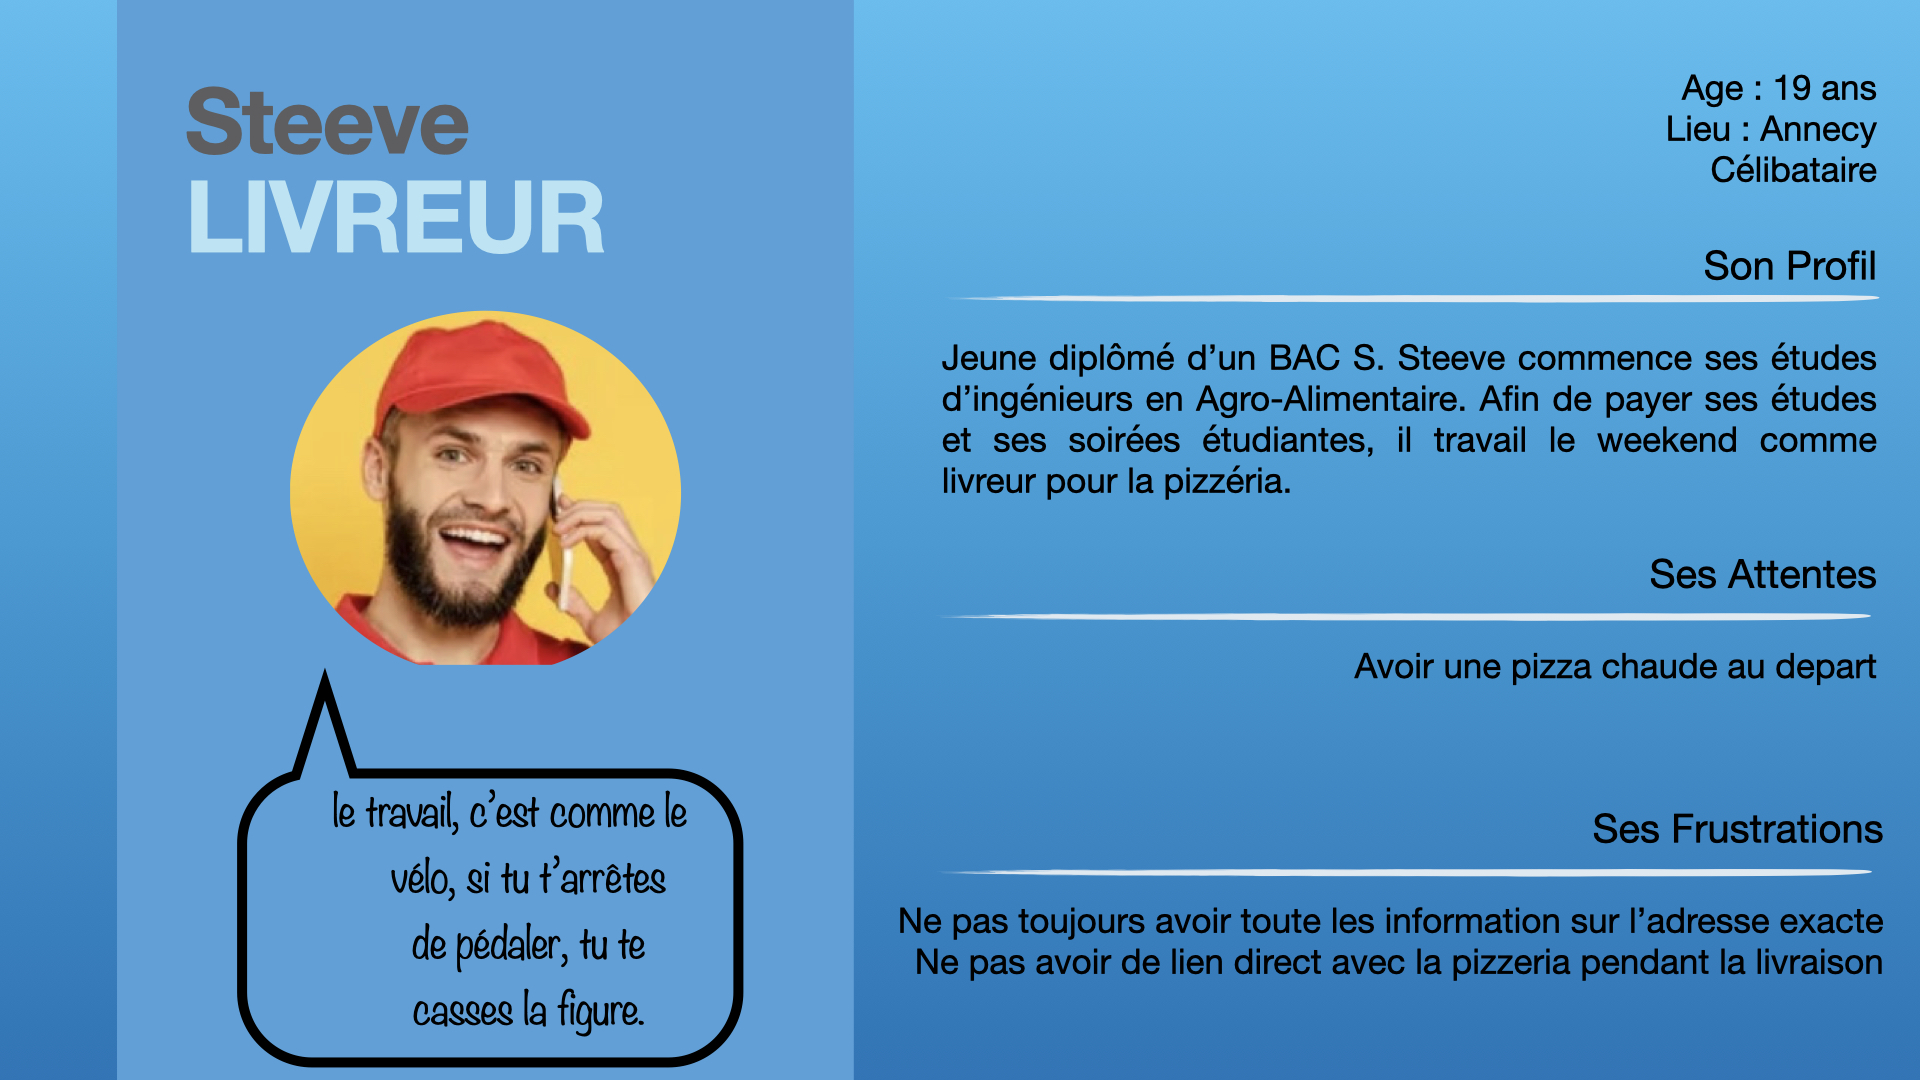 Steeve
LIVREUR
le travail, c’est comme le
vélo, si tu t’arrêtes
de pédaler, tu te
casses la figure.
Age : 19 ans
Lieu : Annecy
Célibataire
Son Profil
Jeune diplômé d’un BAC S. Steeve commence ses études
d’ingénieurs en Agro-Alimentaire. Afin de payer ses études
et ses soirées étudiantes, il travail le weekend comme
livreur pour la pizzéria.
Ses Attentes
Avoir une pizza chaude au depart
Ses Frustrations
Ne pas toujours avoir toute les information sur l’adresse exacte
Ne pas avoir de lien direct avec la pizzeria pendant la livraison